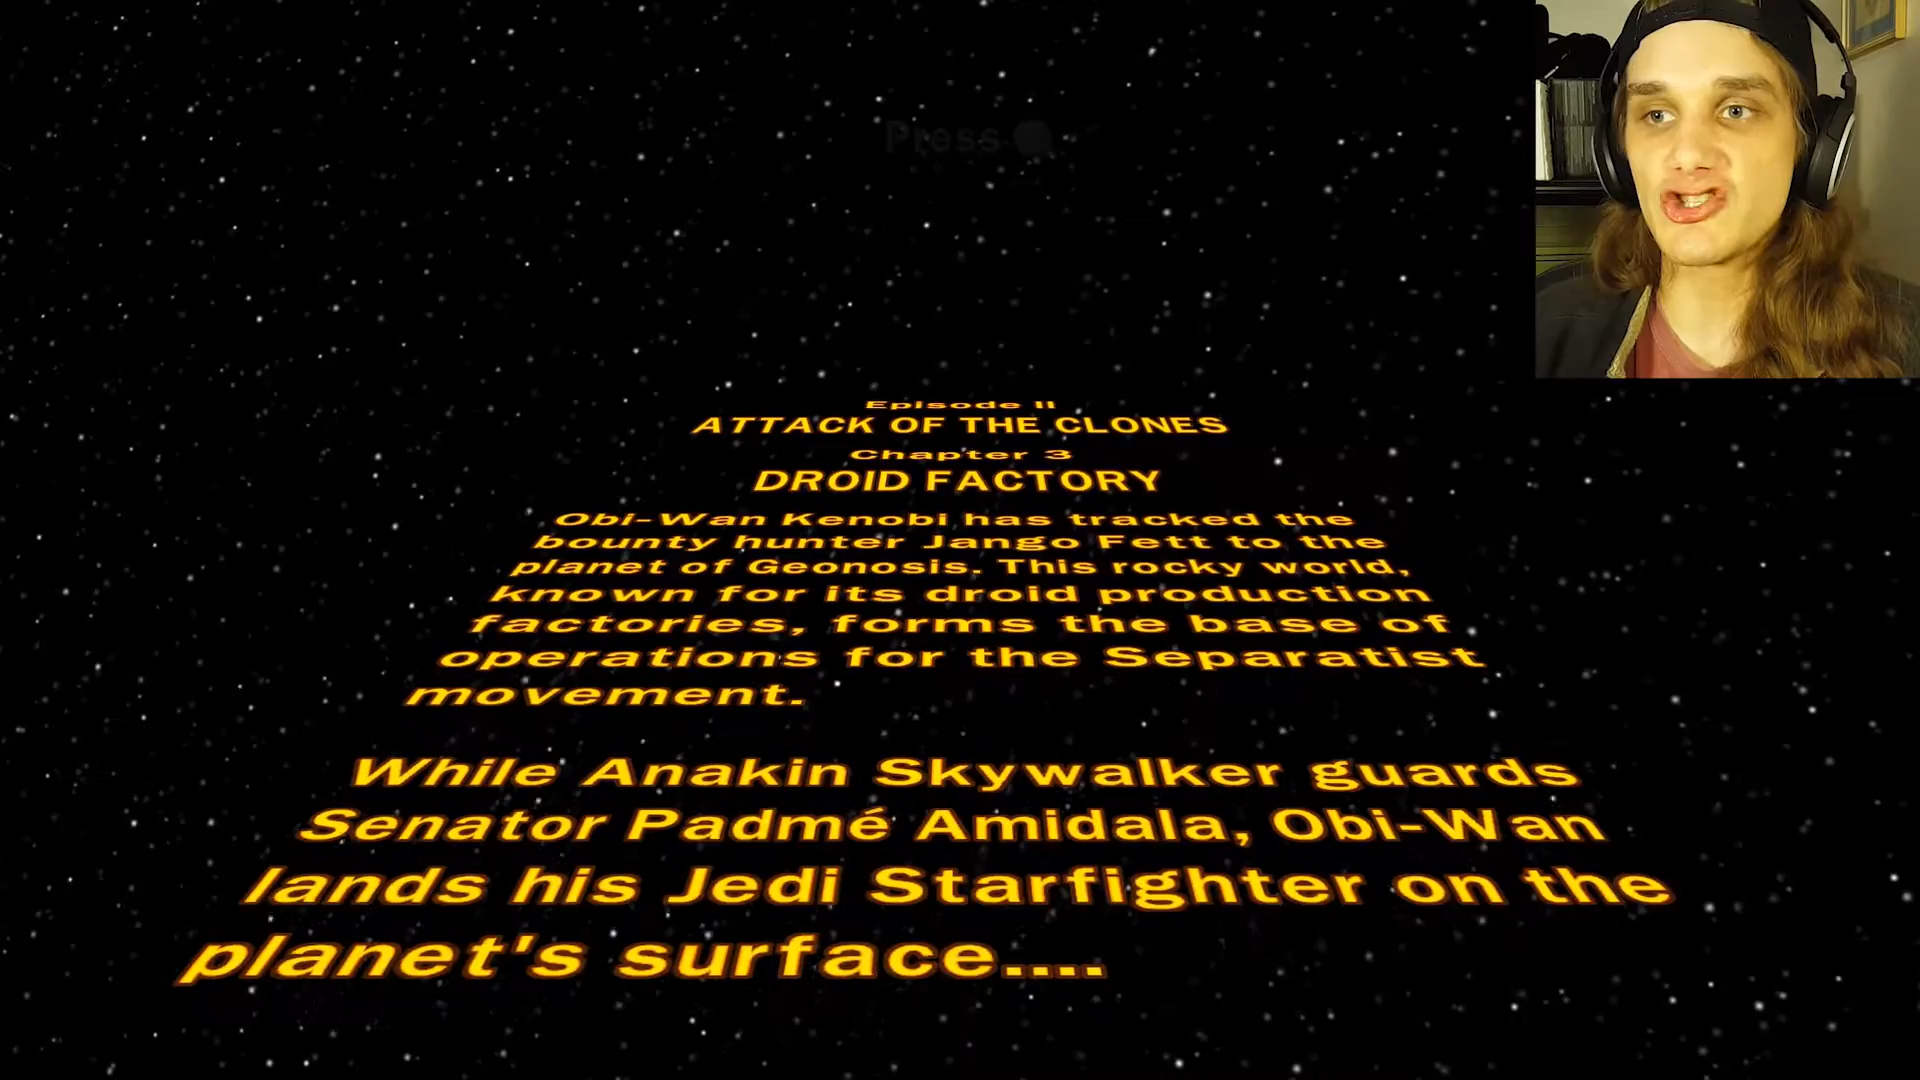 Press
Episode II
ATTACK OF THE CLONES
Chapter 3
DROID FACTORY
Obi-Wan Kenobi has tracked the
bounty hunter Jango Fett to the
planet of Geonosis. This rocky world,
known for its droid production
factories, forms the base of
operations for the Separatist
movement.
While Anakin Skywalker guards
Senator Padmé Amidala, Obi-Wan
lands his Jedi Starfighter on the
planet's surface....